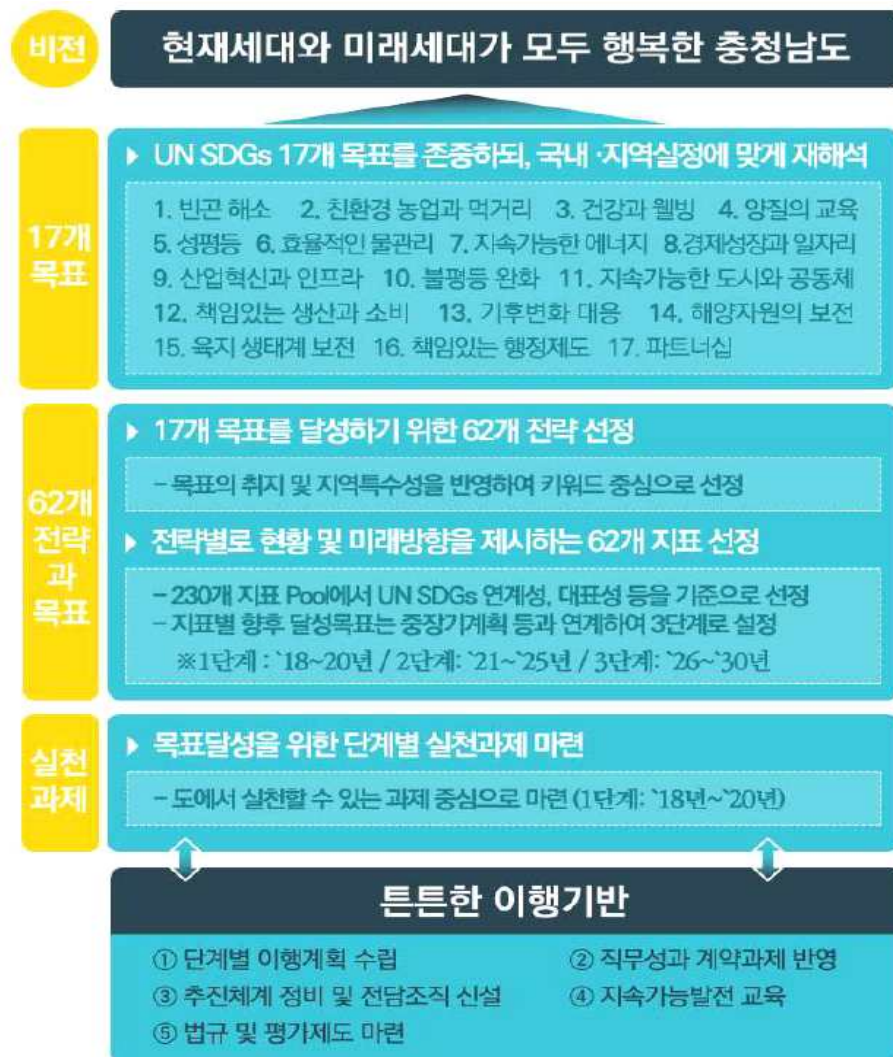 비전
현재세대와 미래세대가 모두 행복한 충청남도
17개
목표
▶ UN SDGs 17개 목표를 존중하되, 국내·지역실정에 맞게 재해석
1. 빈곤 해소 2. 친환경 농업과 먹거리 3. 건강과 웰빙 4. 양질의 교육
5. 성평등 6. 효율적인 물관리 7. 지속가능한 에너지 8.경제성장과 일자리
9. 산업혁신과 인프라 10. 불평등 완화 11. 지속가능한 도시와 공동체
12. 책임있는 생산과 소비 13. 기후변화 대응 14. 해양자원의 보전
15. 육지 생태계 보전 16. 책임있는 행정제도 17. 파트너십
62개
전략
과
목표
▶ 17개 목표를 달성하기 위한 62개 전략 선정
– 목표의 취지 및 지역특수성을 반영하여 키워드 중심으로 선정
▶ 전략별로 현황 및 미래방향을 제시하는 62개 지표 선정
– 230개 지표 Pool에서 UN SDGs 연계성, 대표성 등을 기준으로 선정
– 지표별 향후 달성목표는 중장기계획 등과 연계하여 3단계로 설정
※1단계 : `18~20년 / 2단계: `21~`25년 / 3단계: `26~`30년
실천
과제
▶ 목표달성을 위한 단계별 실천과제 마련
– 도에서 실천할 수 있는 과제 중심으로 마련 (1단계: `18년~`20년)
튼튼한 이행기반
① 단계별 이행계획 수립 ② 직무성과 계약과제 반영
③ 추진체계 정비 및 전담조직 신설 ④ 지속가능발전 교육
⑤ 법규 및 평가제도 마련